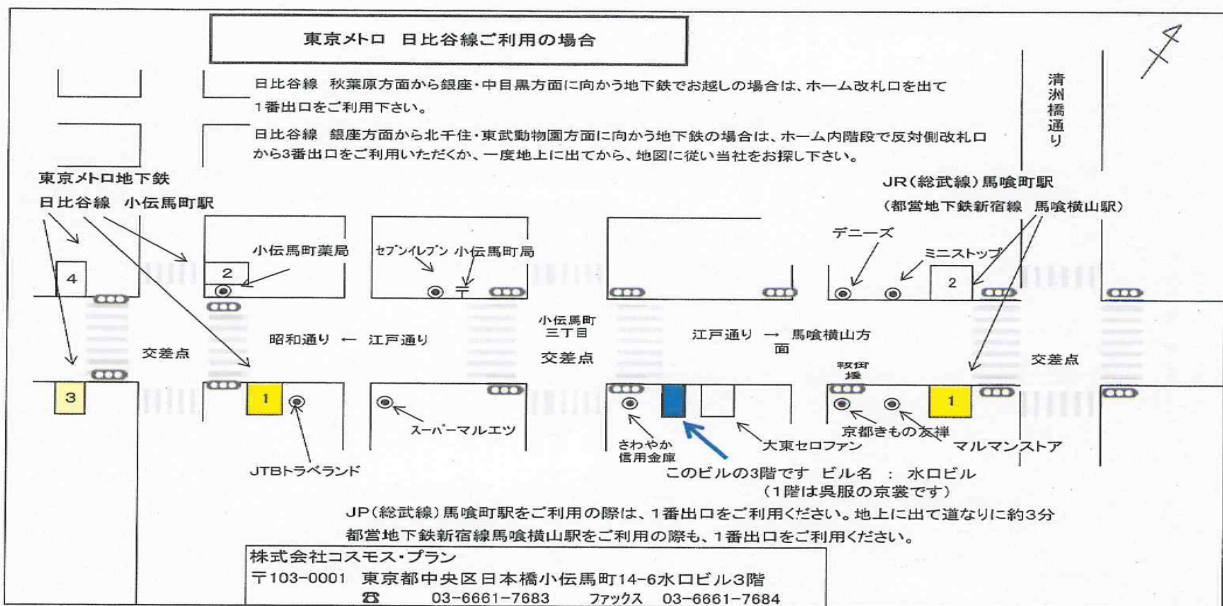 東京メトロ 日比谷線ご利用の場合
日比谷線 秋葉原方面から銀座・中目黒方面に向かう地下鉄でお越しの場合は、ホーム改札口を出て
1番出口をご利用下さい。
日比谷線 銀座方面から北千住・東武動物園方面に向かう地下鉄の場合は、ホーム内階段で反対側改札口
から3番出口をご利用いただくか、一度地上に出てから、地図に従い当社をお探し下さい。
清洲橋通り
東京メトロ地下鉄
日比谷線 小伝馬町駅
JR(総武線)馬喰町駅
(都営地下鉄新宿線 馬喰横山駅)
小伝馬町薬局
セブンイレブン
小伝馬町局
デニーズ
ミニストップ
4
2
〒
2
交差点
昭和通り ← 江戸通り
小伝馬町
三丁目
交差点
江戸通り → 馬喰横山方
面
交差点
鞍掛
橋
3
1
1
JTBトラベランド
スーパーマルエツ
さわやか
信用金庫
大東セロファン
京都きもの友禅
マルマンストア
このビルの3階です ビル名 : 水口ビル
(1階は呉服の京裳です)
JP(総武線)馬喰町駅をご利用の際は、1番出口をご利用ください。地上に出て道なりに約3分
都営地下鉄新宿線馬喰横山駅をご利用の際も、1番出口をご利用ください。
株式会社コスモス・プラン
〒103-0001 東京都中央区日本橋小伝馬町14-6水口ビル3階
☎ 03-6661-7683 ファックス 03-6661-7684